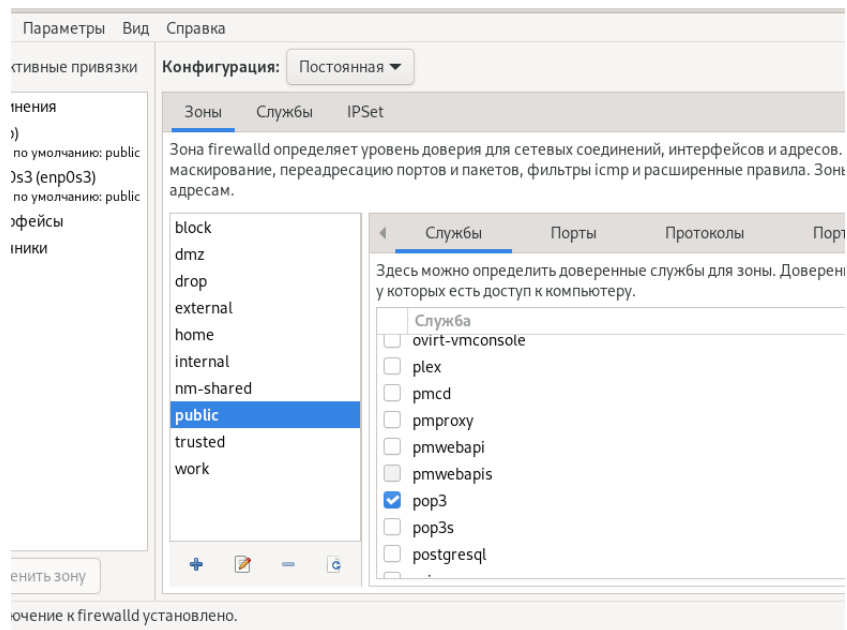 Параметры Вид Справка
ктивные привязки
Конфигурация: Постоянная
инения
по умолчанию: public
0s3 (enp0s3)
по умолчанию: public
рфейсы
Зоны Службы IPSet
Зона firewalld определяет уровень доверия для сетевых соединений, интерфейсов и адресов.
маскирование, переадресацию портов и пакетов, фильтры icmp и расширенные правила. Зоны
адресам.
block
dmz
drop
external
home
internal
nm-shared
public
trusted
work
Службы Порты Протоколы Порт
Здесь можно определить доверенные службы для зоны. Доверенн
у которых есть доступ к компьютеру.
Служба
ovirt-vmconsole
plex
pmcd
pmproxy
pmwebapi
pmwebapis
pop3
pop3s
postgresql
енить зону
ючение к firewalld установлено.